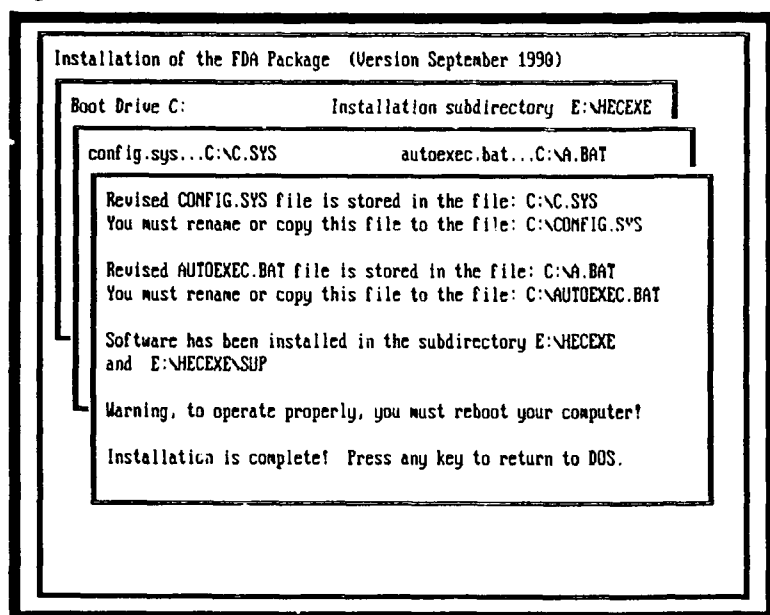 Installation of the FDA Package (Version September 1990)
Boot Drive C: Installation subdirectory E:\HECEXE
config.sys...C:\C.SYS autoexec.bat...C:\A.BAT
Revised CONFIG.SYS file is stored in the file: C:\C.SYS
You must rename or copy this file to the file: C:\CONFIG.SYS
Revised AUTOEXEC.BAT file is stored in the file: C:\A.BAT
You must rename or copy this file to the file: C:\AUTOEXEC.BAT
Software has been installed in the subdirectory E:\HECEXE
and E:\HECEXE\SUP
Warning, to operate properly, you must reboot your computer!
Installation is complete! Press any key to return to DOS.